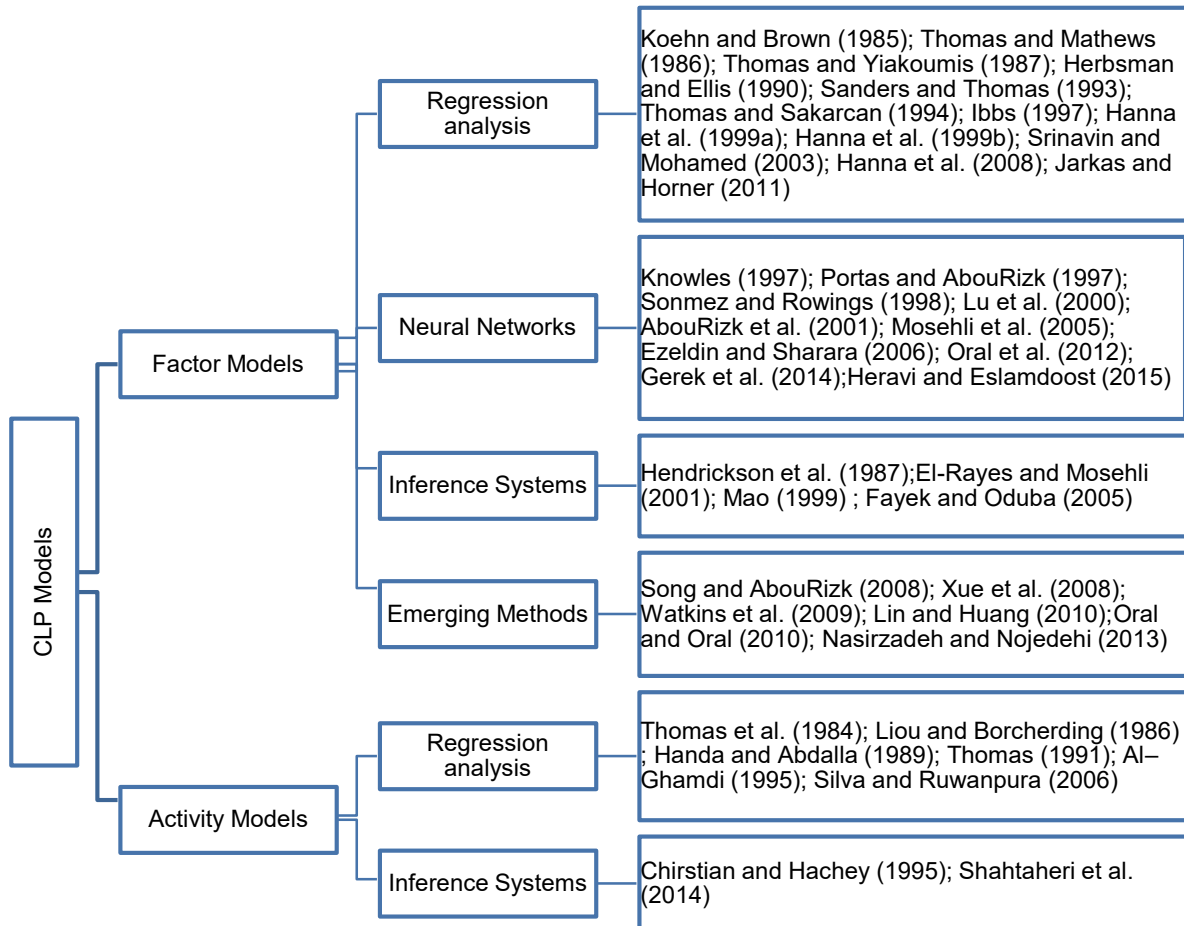 CLP Models
Factor Models
Regression
analysis
Koehn and Brown (1985); Thomas and Mathews
(1986); Thomas and Yiakoumis (1987); Herbsman
and Ellis (1990); Sanders and Thomas (1993);
Thomas and Sakarcan (1994); Ibbs (1997); Hanna
et al. (1999a); Hanna et al. (1999b); Srinavin and
Mohamed (2003); Hanna et al. (2008); Jarkas and
Horner (2011)
Neural Networks
Knowles (1997); Portas and AbouRizk (1997);
Sonmez and Rowings (1998); Lu et al. (2000);
AbouRizk et al. (2001); Mosehli et al. (2005);
Ezeldin and Sharara (2006); Oral et al. (2012);
Gerek et al. (2014);Heravi and Eslamdoost (2015)
Inference Systems
Hendrickson et al. (1987);El-Rayes and Mosehli
(2001); Mao (1999) ; Fayek and Oduba (2005)
Emerging Methods
Song and AbouRizk (2008); Xue et al. (2008);
Watkins et al. (2009); Lin and Huang (2010);Oral
and Oral (2010); Nasirzadeh and Nojedehi (2013)
Activity Models
Regression
analysis
Thomas et al. (1984); Liou and Borcherding (1986)
; Handa and Abdalla (1989); Thomas (1991); Al–
Ghamdi (1995); Silva and Ruwanpura (2006)
Inference Systems
Chirstian and Hachey (1995); Shahtaheri et al.
(2014)